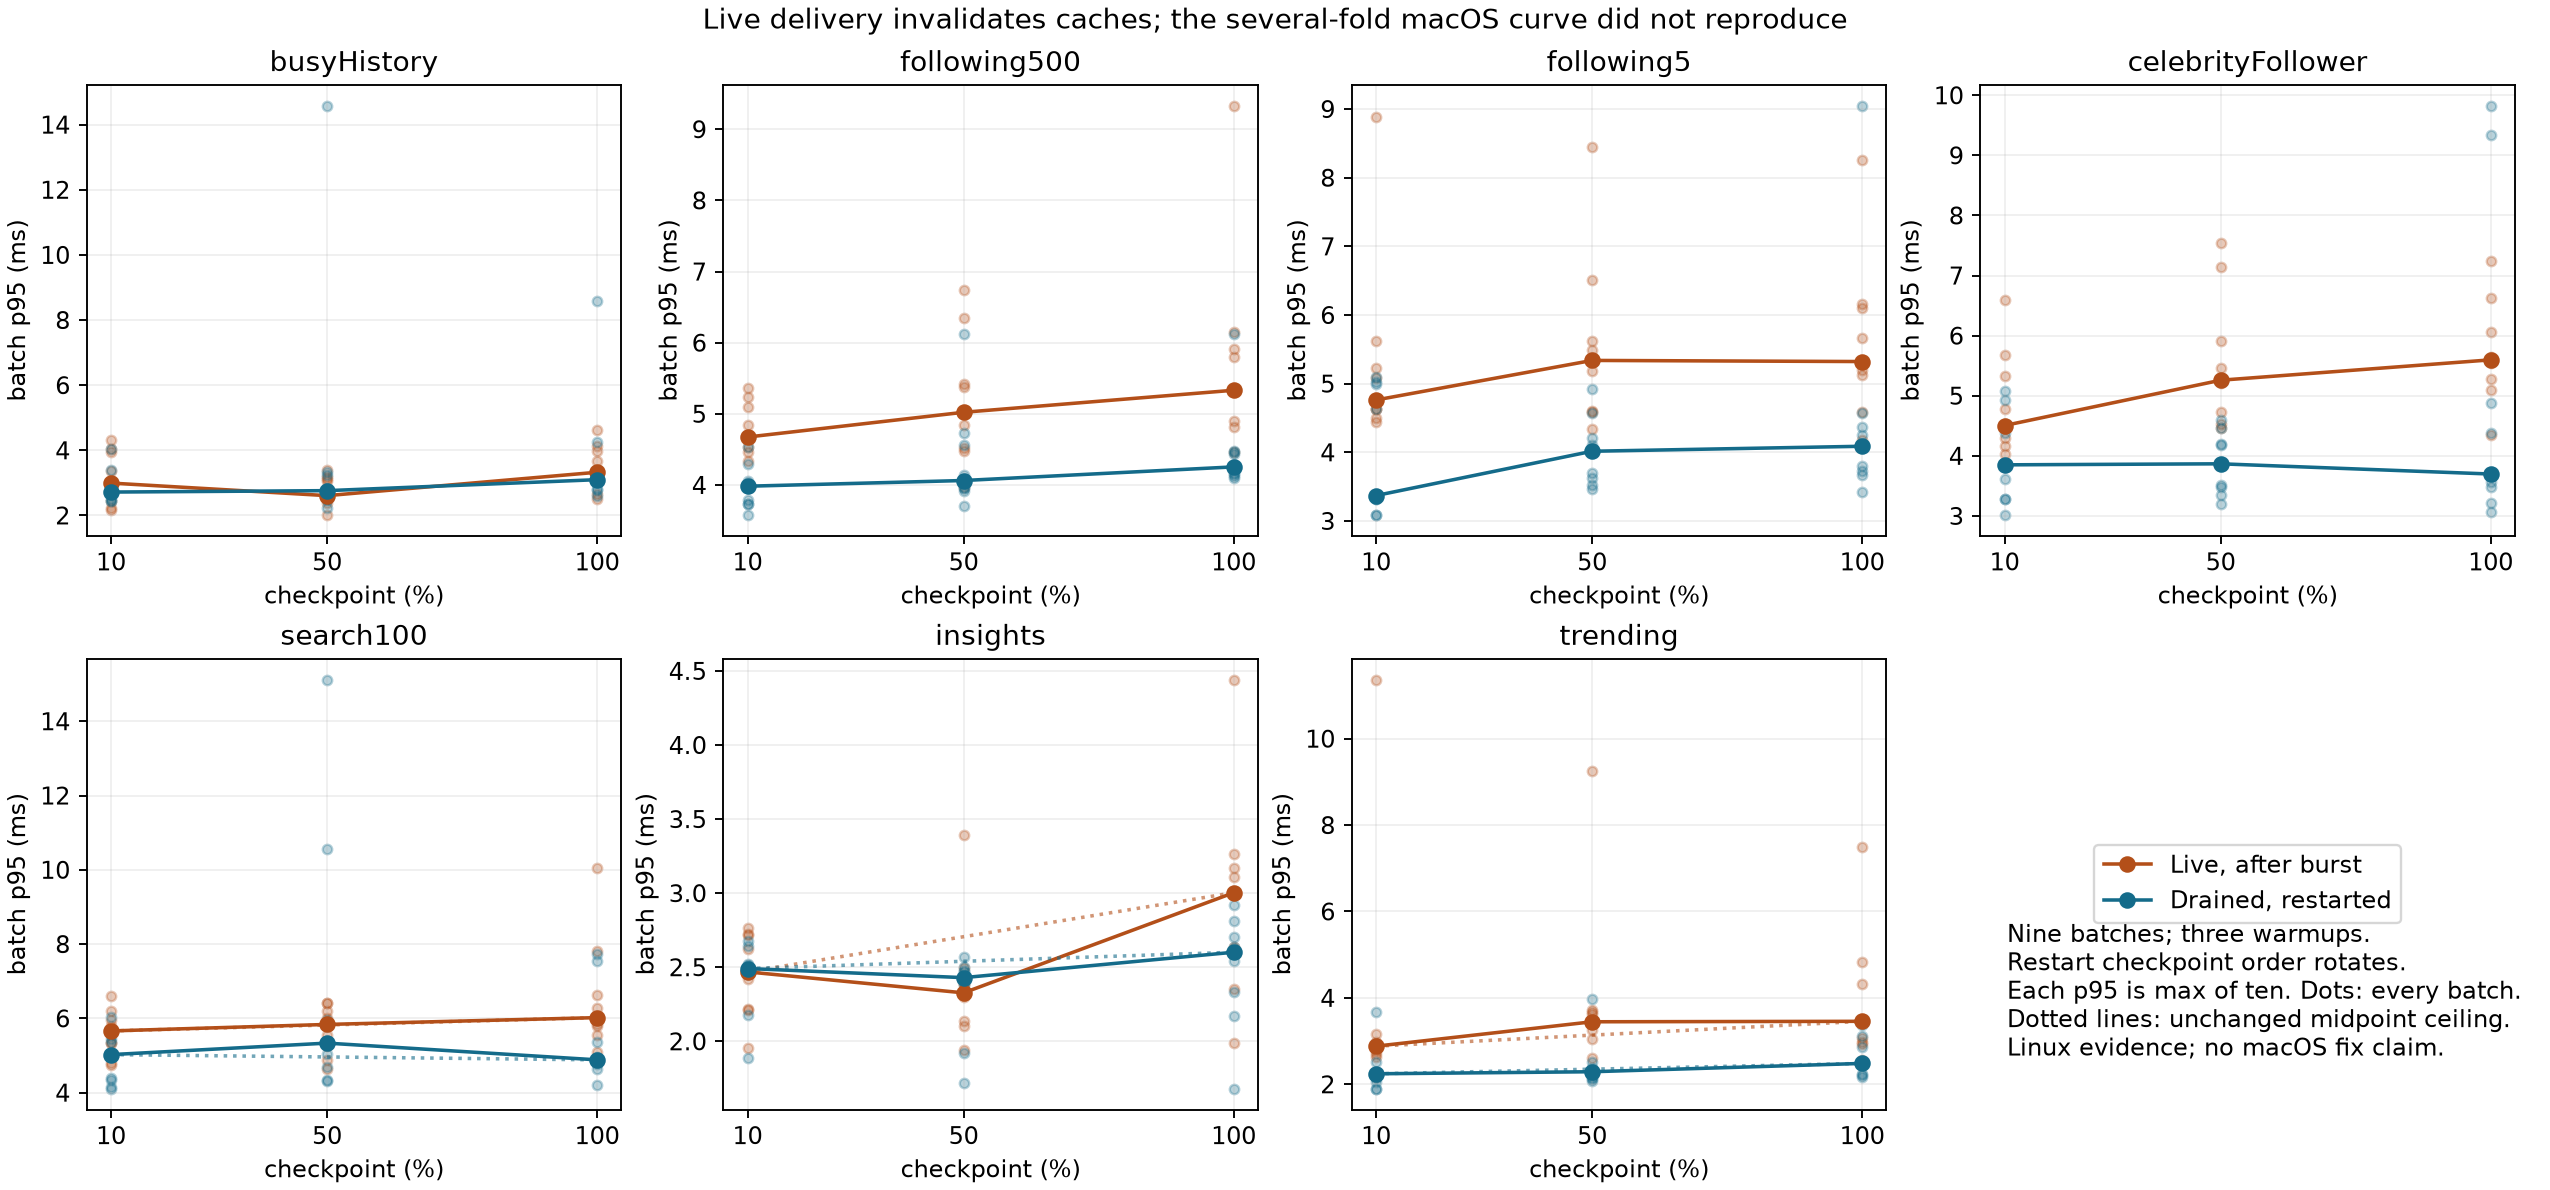 Live delivery invalidates caches; the several-fold macOS curve did not reproduce
busyHistory
batch p95 (ms)
14
12
10
8
6
4
2
10 50 100
checkpoint (%)
following500
batch p95 (ms)
9
8
7
6
5
4
10 50 100
checkpoint (%)
following5
batch p95 (ms)
9
8
7
6
5
4
3
10 50 100
checkpoint (%)
celebrityFollower
batch p95 (ms)
10
9
8
7
6
5
4
3
10 50 100
checkpoint (%)
search100
batch p95 (ms)
14
12
10
8
6
4
10 50 100
checkpoint (%)
insights
batch p95 (ms)
4.5
4.0
3.5
3.0
2.5
2.0
10 50 100
checkpoint (%)
trending
batch p95 (ms)
10
8
6
4
2
10 50 100
checkpoint (%)
Live, after burst
Drained, restarted
Nine batches; three warmups.
Restart checkpoint order rotates.
Each p95 is max of ten. Dots: every batch.
Dotted lines: unchanged midpoint ceiling.
Linux evidence; no macOS fix claim.